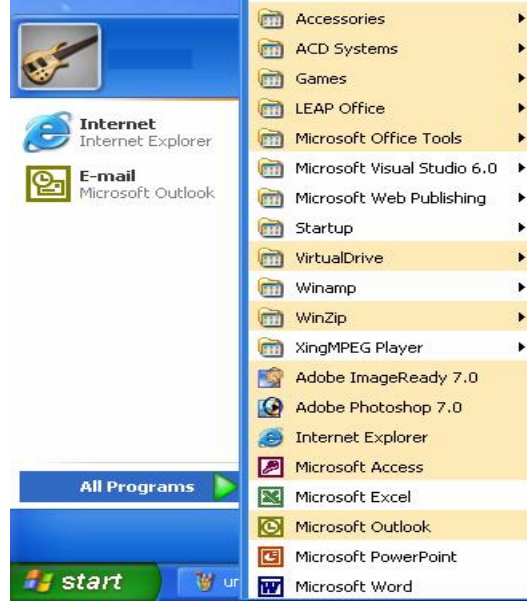 Internet
Internet Explorer
E-mail
Microsoft Outlook
All Programs
start
ur
Accessories
ACD Systems
Games
LEAP Office
Microsoft Office Tools
Microsoft Visual Studio 6.0
Microsoft Web Publishing
Startup
VirtualDrive
Winamp
WinZip
XingMPEG Player
Adobe ImageReady 7.0
Adobe Photoshop 7.0
Internet Explorer
Microsoft Access
Microsoft Excel
Microsoft Outlook
Microsoft PowerPoint
Microsoft Word